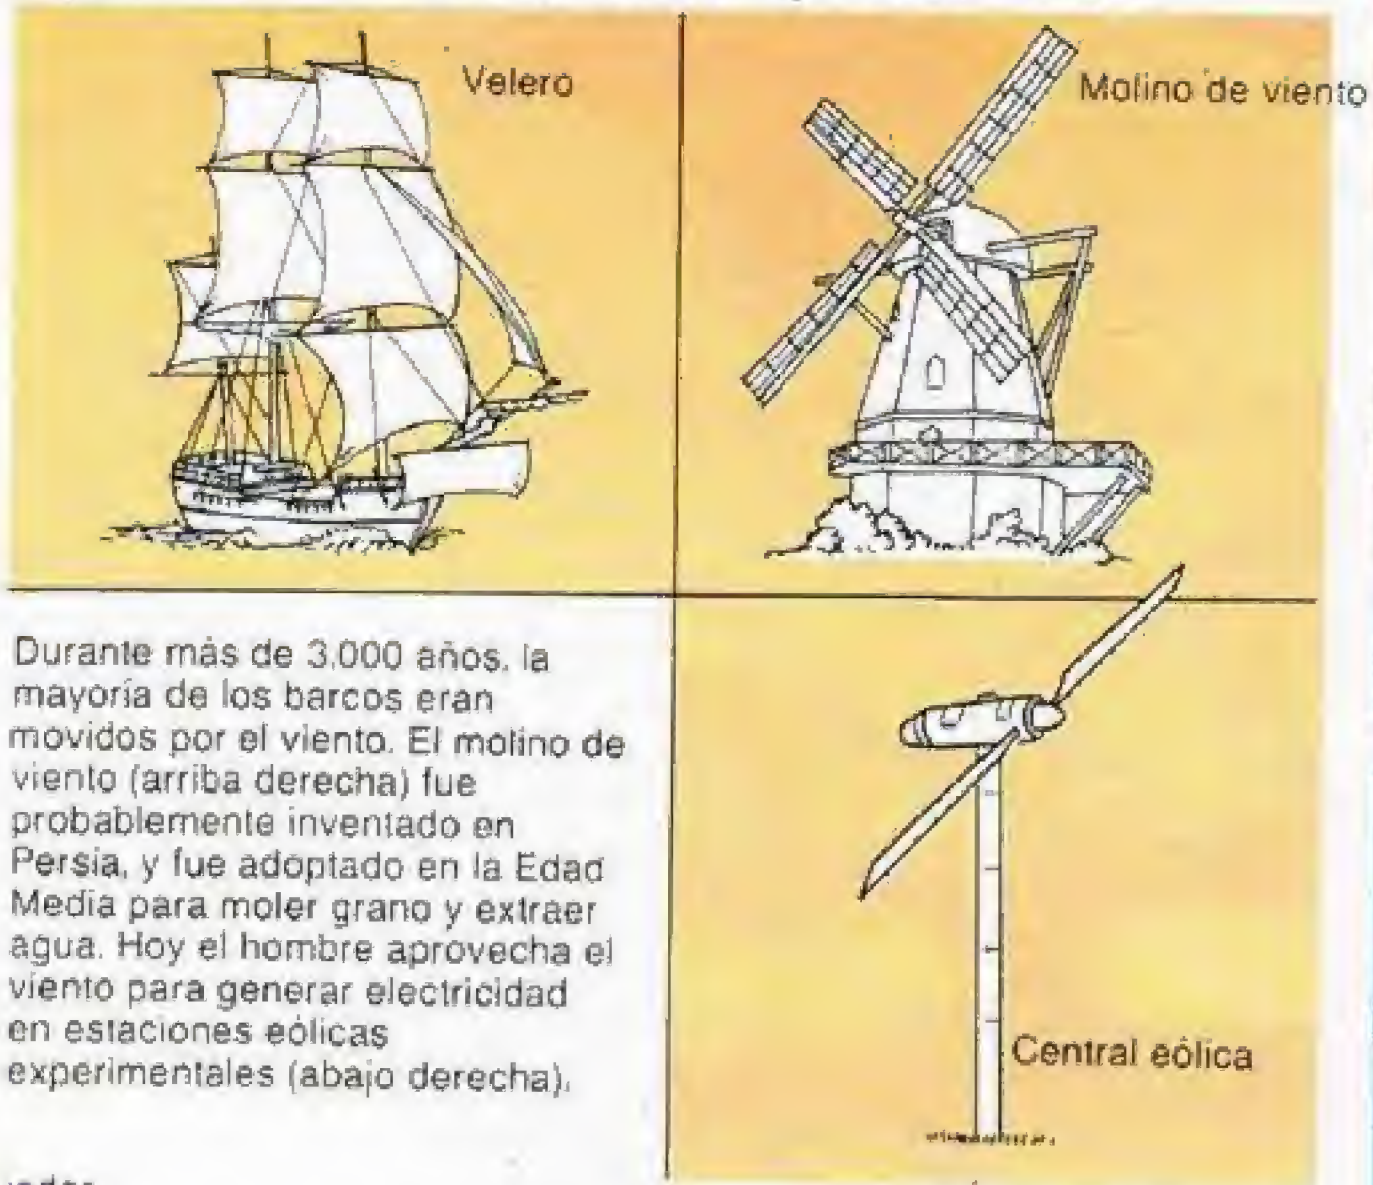 Velero
Molino de viento
Durante más de 3.000 años, la
mayoría de los barcos eran
movidos por el viento. El molino de
viento (arriba derecha) fue
probablemente inventado en
Persia, y fue adoptado en la Edad
Media para moler grano y extraer
agua. Hoy el hombre aprovecha el
viento para generar electricidad
en estaciones eólicas
experimentales (abajo derecha).
Central eólica